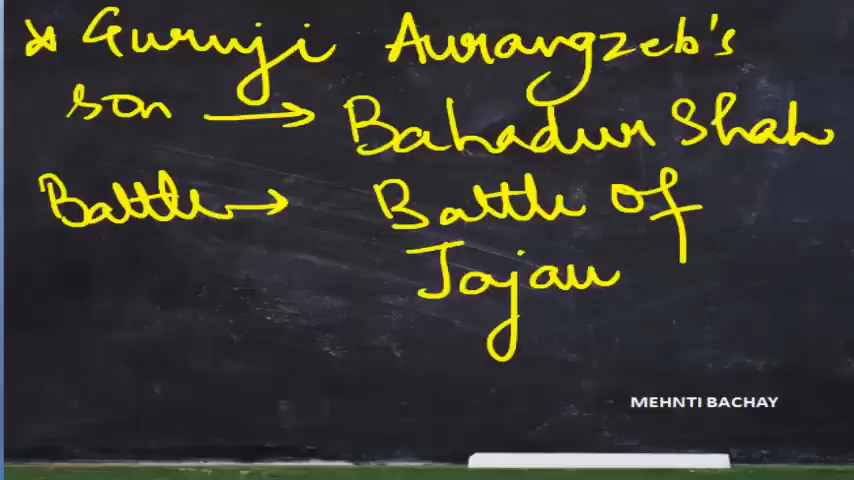 * Guruji Aurangzeb's
son → Bahadur Shah
Battle → Battle of
Jajau
MEHNTI BACHAY